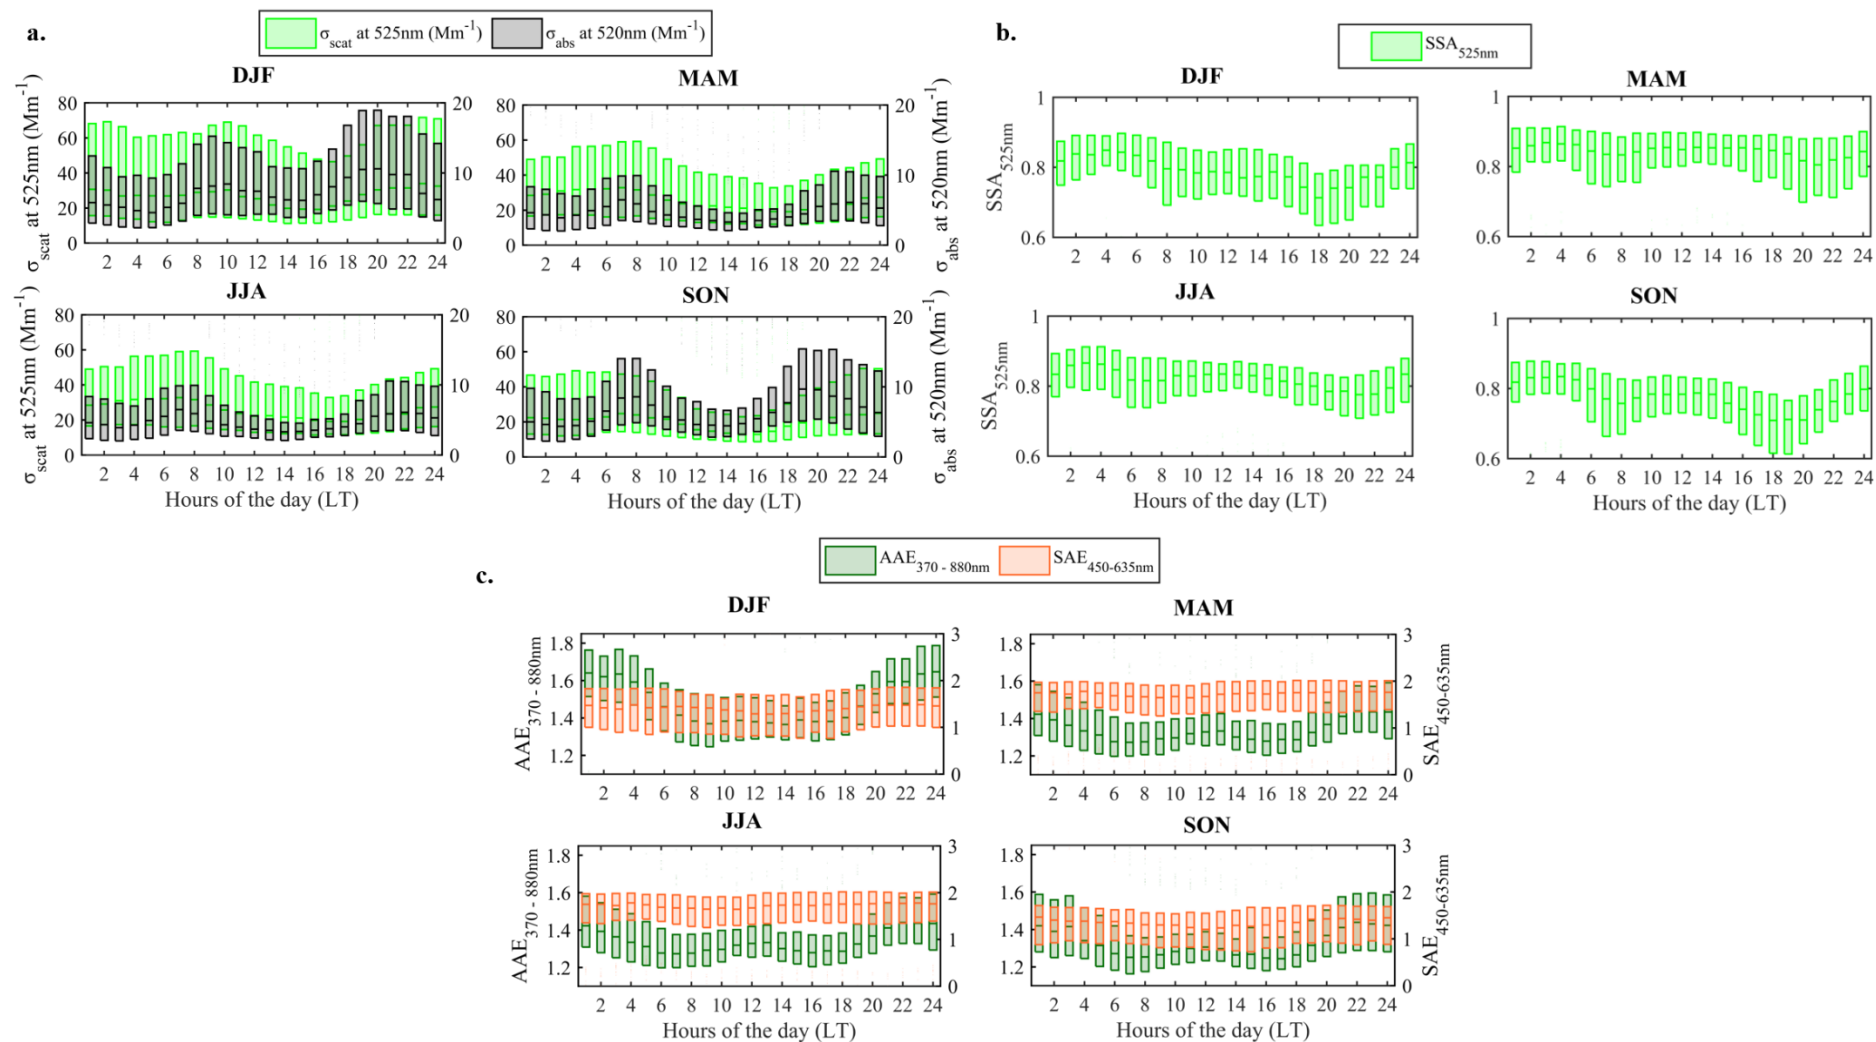 a.
σscat at 525nm (Mm-1) σabs at 520nm (Mm-1)
DJF
MAM
σscat at 525nm (Mm-1)
80
60
40
20
0
20
10
0
2 4 6 8 10 12 14 16 18 20 22 24
80
60
40
20
0
20
10
0
2 4 6 8 10 12 14 16 18 20 22 24
σabs at 520nm (Mm-1)
JJA
SON
σscat at 525nm (Mm-1)
80
60
40
20
0
20
10
0
2 4 6 8 10 12 14 16 18 20 22 24
Hours of the day (LT)
80
60
40
20
0
20
10
0
2 4 6 8 10 12 14 16 18 20 22 24
Hours of the day (LT)
σabs at 520nm (Mm-1)
b.
SSA525nm
DJF
MAM
SSA525nm
1
0.8
0.6
2 4 6 8 10 12 14 16 18 20 22 24
1
0.8
0.6
2 4 6 8 10 12 14 16 18 20 22 24
JJA
SON
SSA525nm
1
0.8
0.6
2 4 6 8 10 12 14 16 18 20 22 24
Hours of the day (LT)
1
0.8
0.6
2 4 6 8 10 12 14 16 18 20 22 24
Hours of the day (LT)
c.
AAE370 - 880nm SAE450-635nm
DJF
MAM
AAE370 - 880nm
1.8
1.6
1.4
1.2
3
2
1
0
2 4 6 8 10 12 14 16 18 20 22 24
1.8
1.6
1.4
1.2
3
2
1
0
2 4 6 8 10 12 14 16 18 20 22 24
SAE450-635nm
JJA
SON
AAE370 - 880nm
1.8
1.6
1.4
1.2
3
2
1
0
2 4 6 8 10 12 14 16 18 20 22 24
Hours of the day (LT)
1.8
1.6
1.4
1.2
3
2
1
0
2 4 6 8 10 12 14 16 18 20 22 24
Hours of the day (LT)
SAE450-635nm